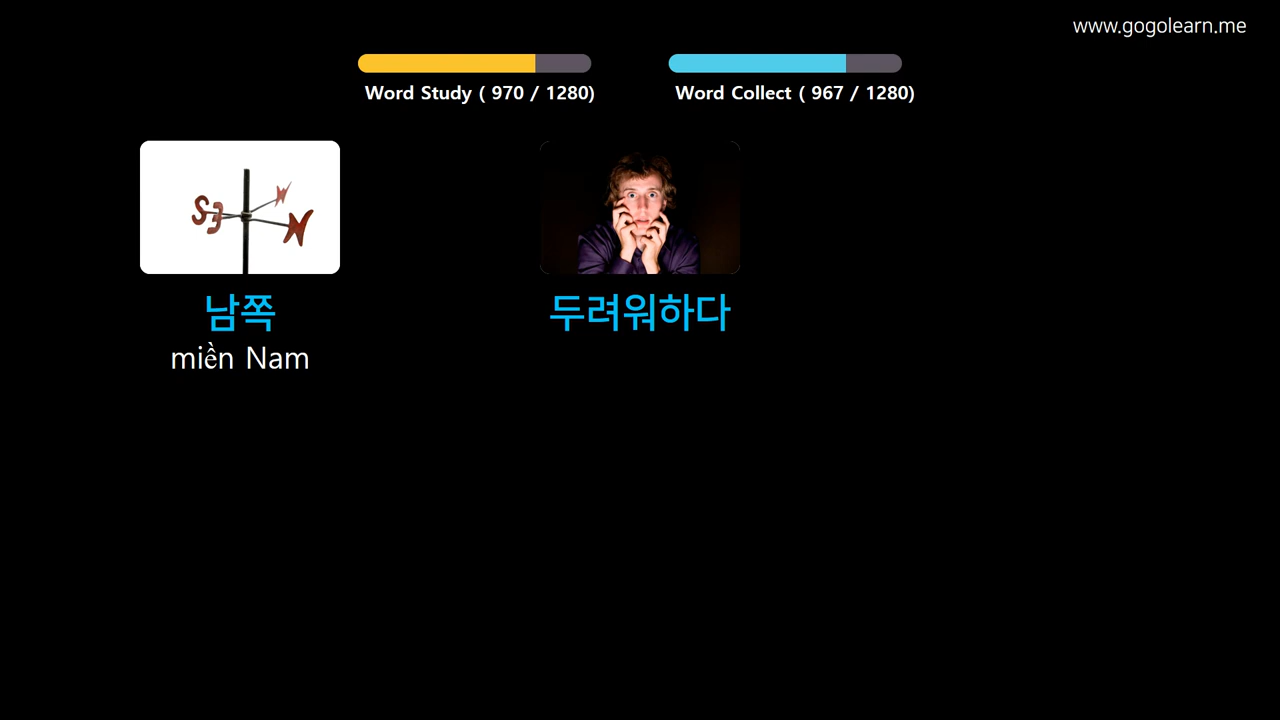 www.gogolearn.me
Word Study ( 970 / 1280)
Word Collect ( 967 / 1280)
S
E
N
남쪽
miền Nam
두려워하다